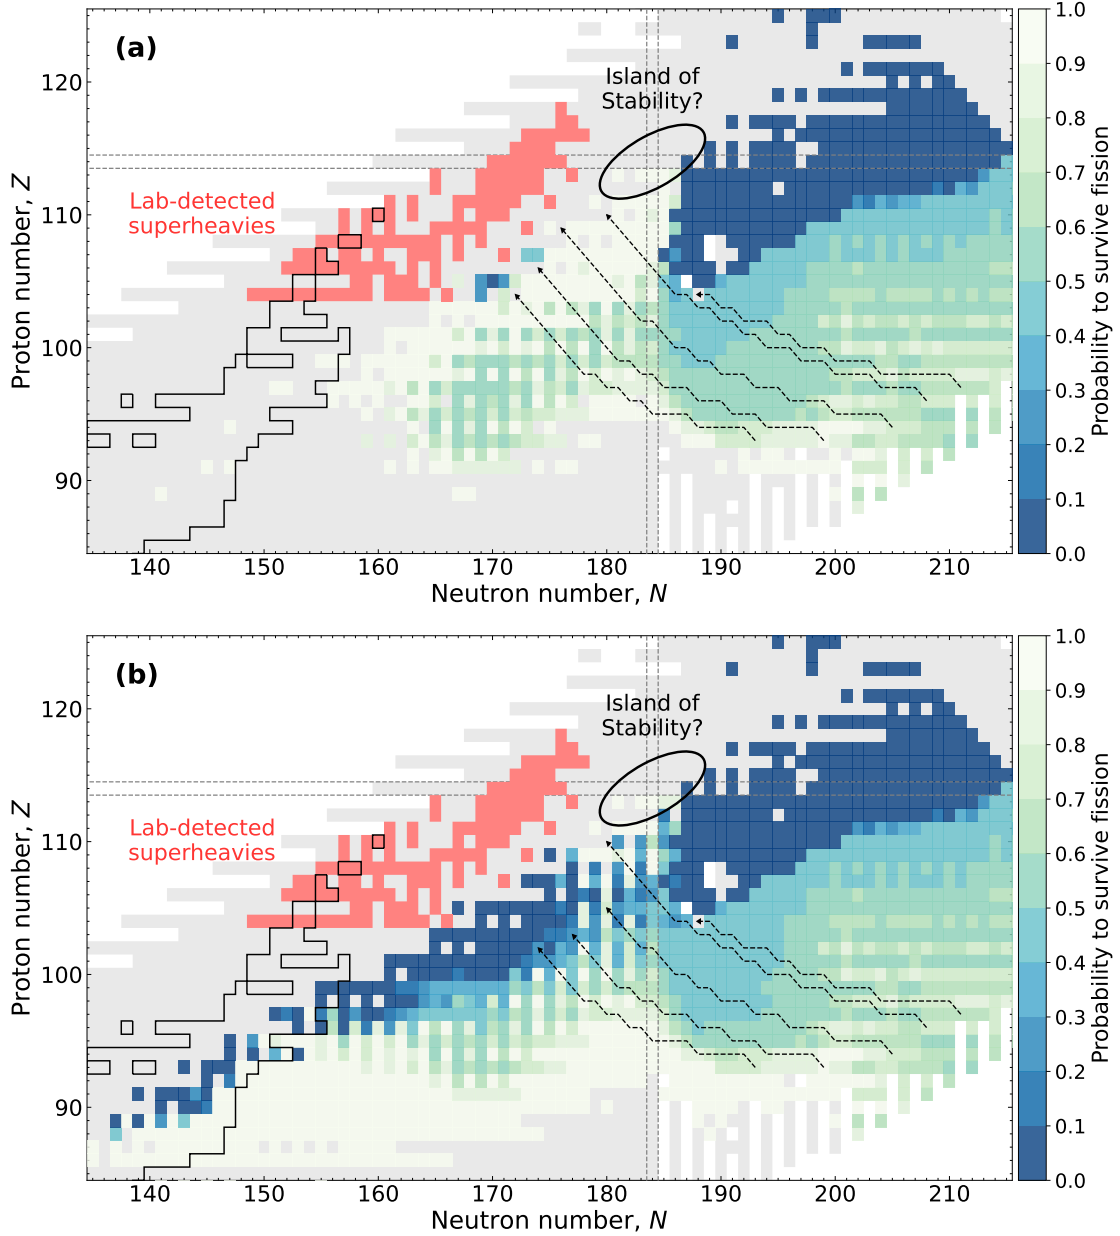 (a)
Island of
Stability?
Lab-detected
superheavies
120
110
100
90
Proton number, Z
140
150
160
170
180
190
200
210
Neutron number, N
1.0
0.9
0.8
0.7
0.6
0.5
0.4
0.3
0.2
0.1
0.0
Probability to survive fission
(b)
Island of
Stability?
Lab-detected
superheavies
120
110
100
90
Proton number, Z
140
150
160
170
180
190
200
210
Neutron number, N
1.0
0.9
0.8
0.7
0.6
0.5
0.4
0.3
0.2
0.1
0.0
Probability to survive fission